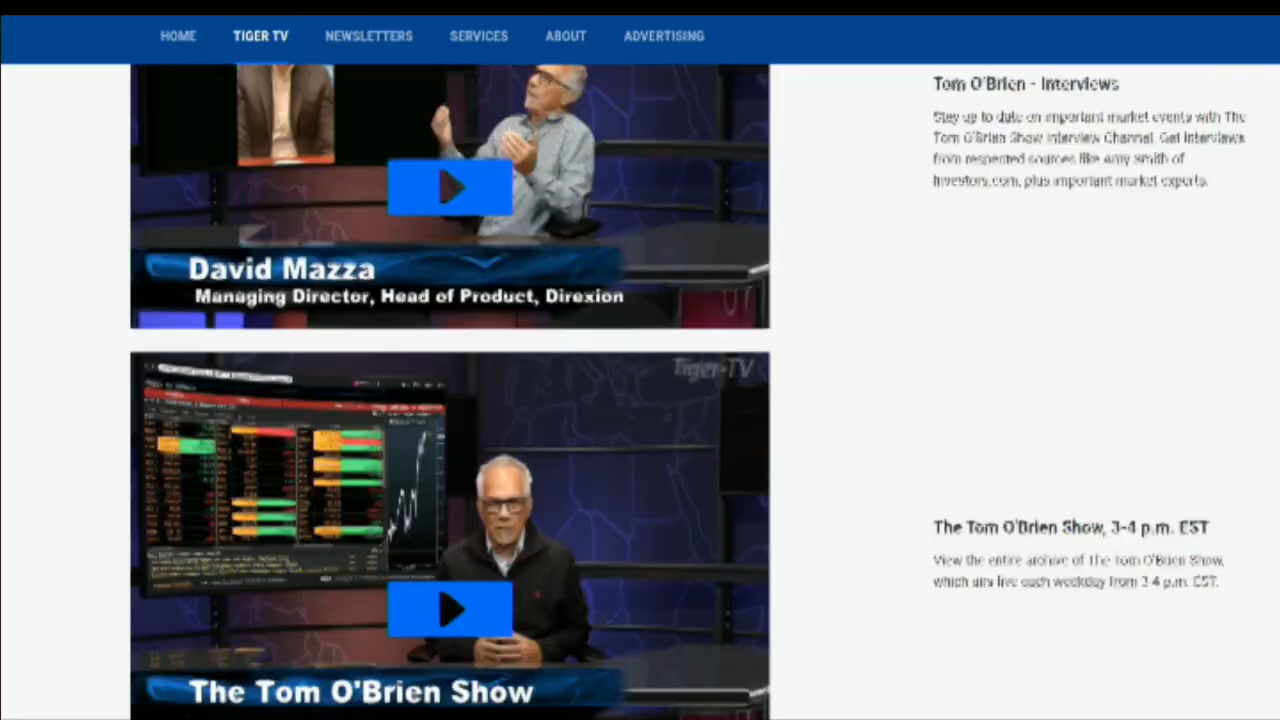 HOME TIGER TV NEWSLETTERS SERVICES ABOUT ADVERTISING
Tom O'Brien - Interviews
Stay up to date on important market events with The
Tom O'Brien Show Interview Channel. Get interviews
from respected sources like Amy Smith of
Investors.com, plus important market experts.
David Mazza
Managing Director, Head of Product, Direxion
Tiger-TV
The Tom O'Brien Show, 3-4 p.m. EST
View the entire archive of The Tom O'Brien Show,
which airs live each weekday from 3-4 p.m. EST.
The Tom O'Brien Show